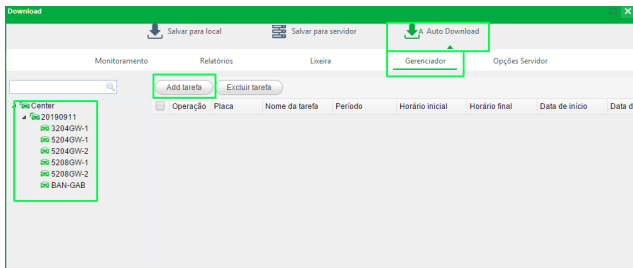 Download
Salvar para local
Salvar para servidor
A Auto Download
Monitoramento
Relatórios
Lixeira
Gerenciador
Opções Servidor
Add tarefa
Excluir tarefa
Operação Placa Nome da tarefa Período Horário inicial Horário final Data de início Data d
Center
20190911
3204GW-1
5204GW-1
5204GW-2
5208GW-1
5208GW-2
BAN-GAB